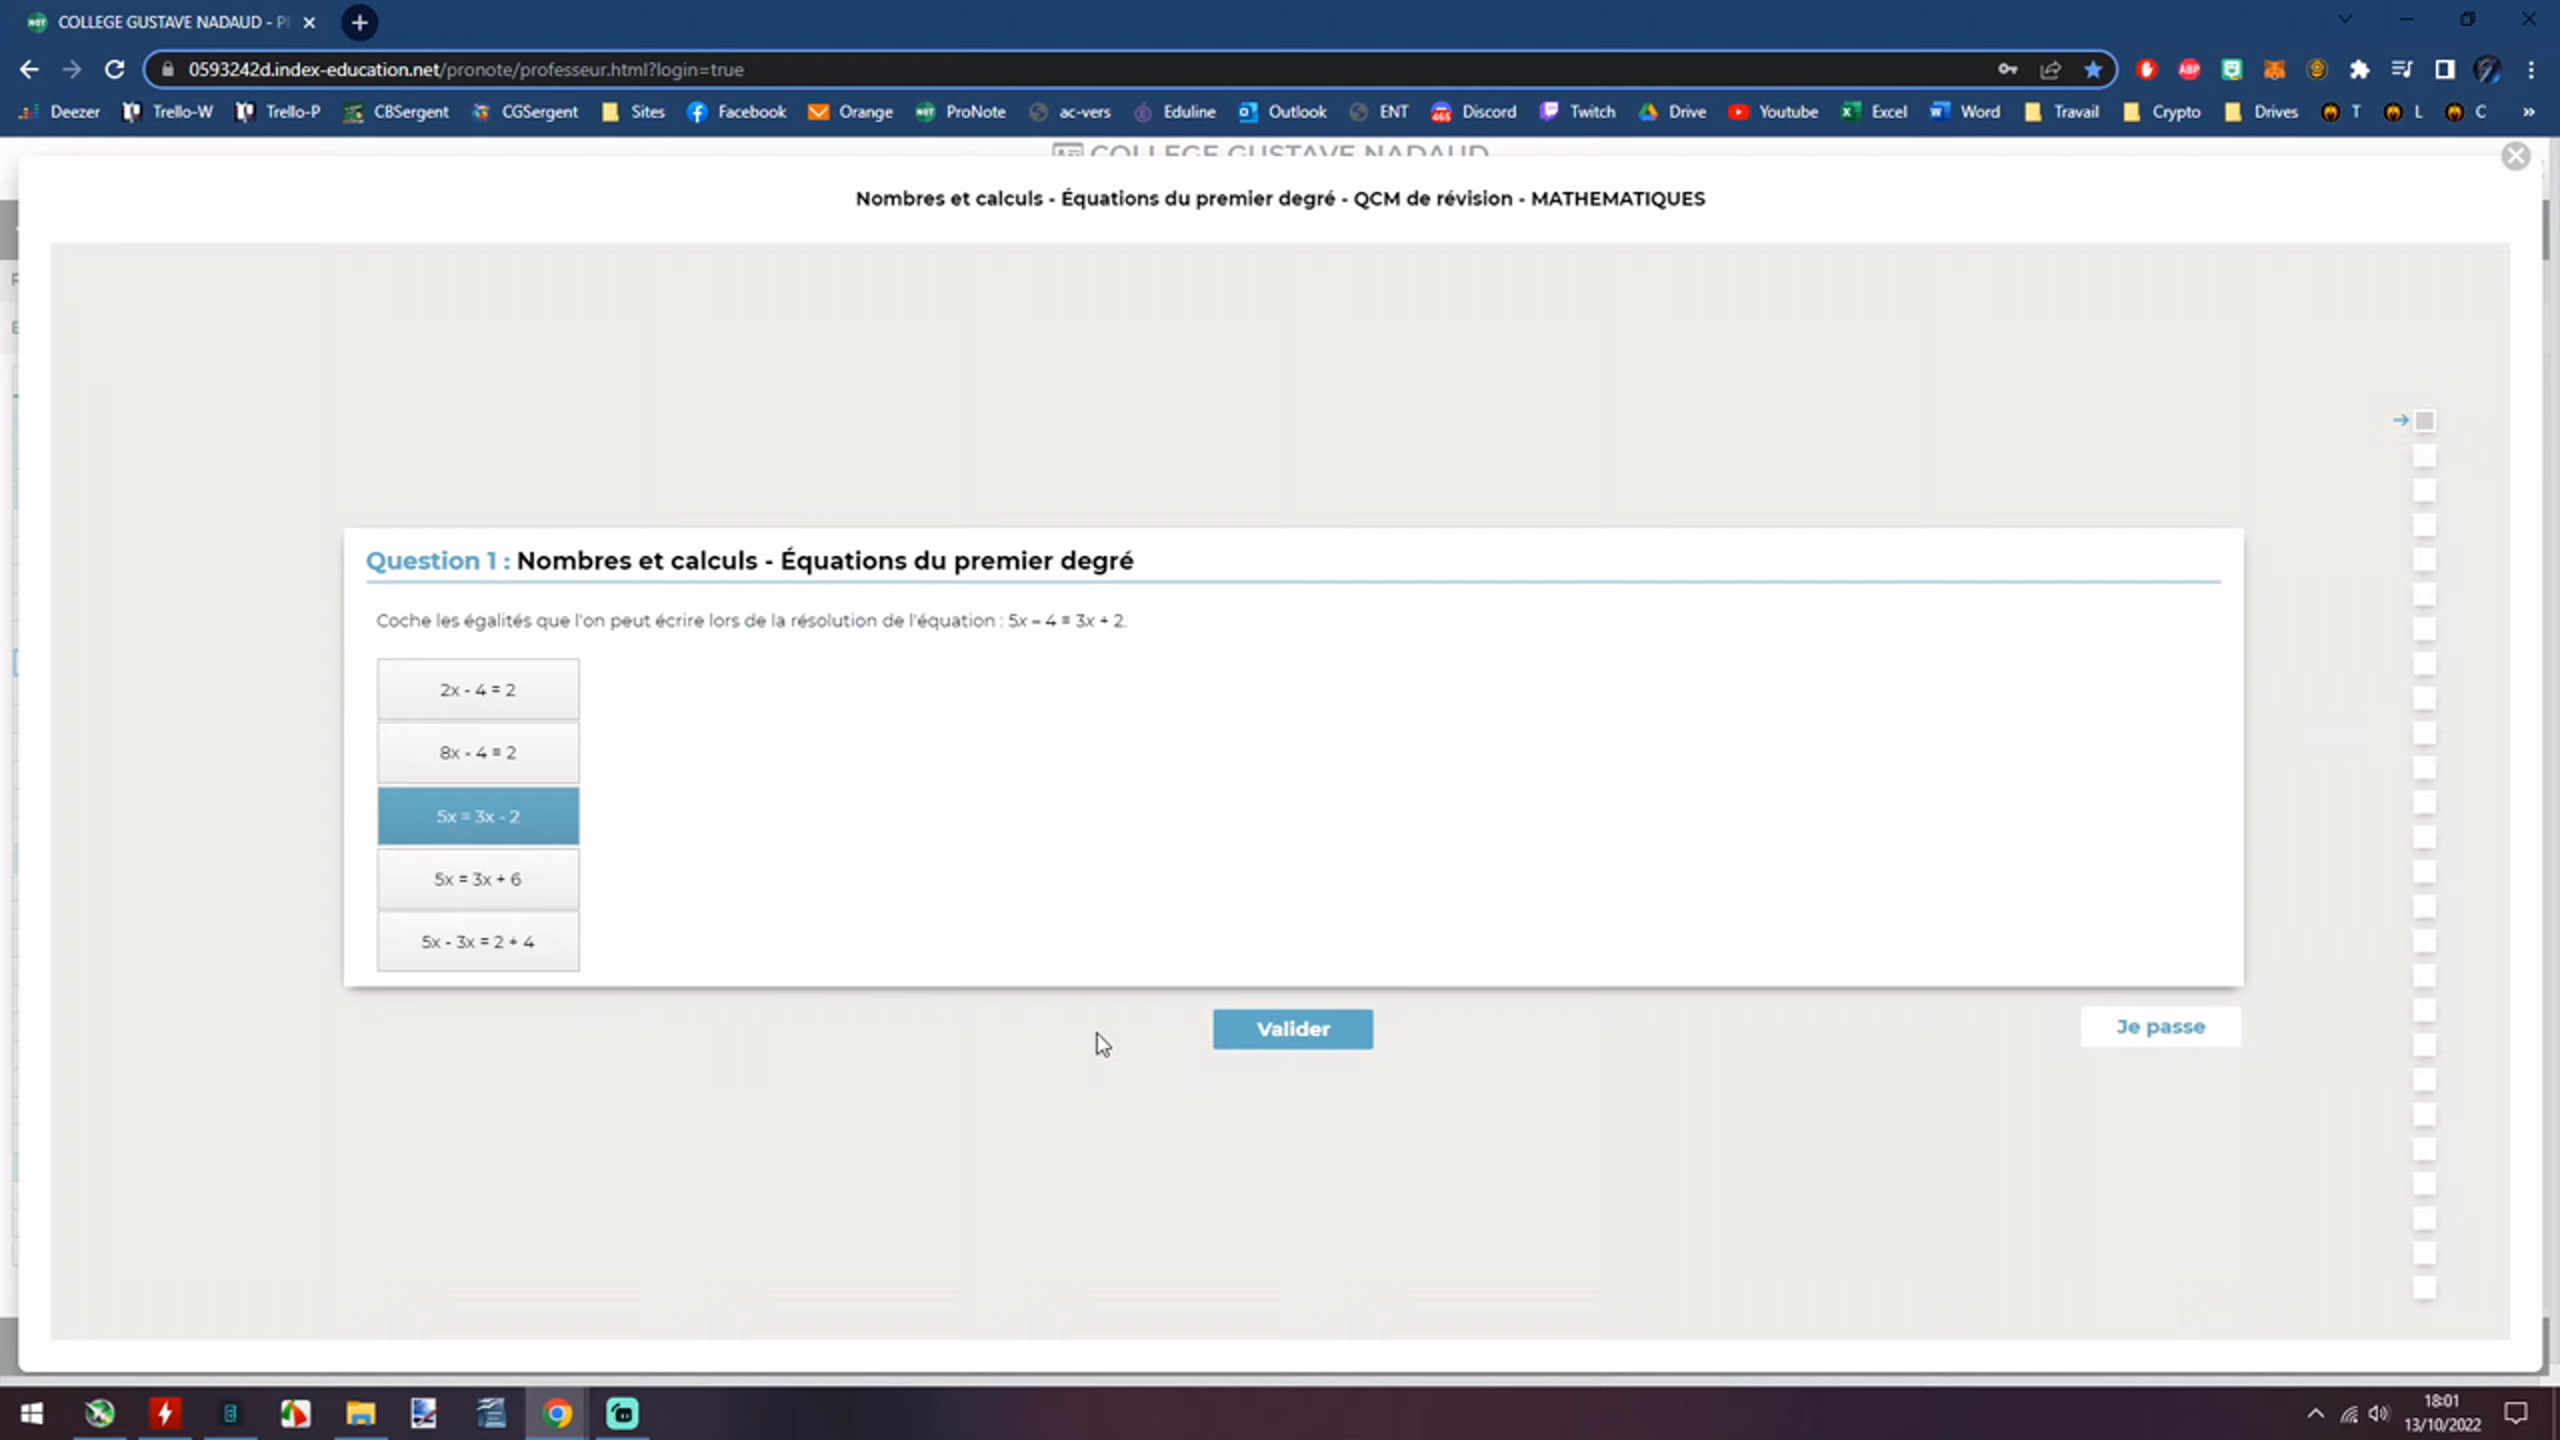 COLLEGE GUSTAVE NADAUD - P
0593242d.index-education.net/pronote/professeur.html?login=true
Deezer Trello-W Trello-P CBSergent CGSergent Sites Facebook Orange ProNote ac-vers Eduline Outlook ENT Discord Twitch Drive Youtube Excel Word Travail Crypto Drives T L C »
COLLEGE GUSTAVE NADAUD
Nombres et calculs - Équations du premier degré - QCM de révision - MATHEMATIQUES
Question 1 : Nombres et calculs - Équations du premier degré
Coche les égalités que l'on peut écrire lors de la résolution de l'équation : 5x – 4 = 3x + 2.
2x - 4 = 2
8x - 4 = 2
5x = 3x - 2
5x = 3x + 6
5x - 3x = 2 + 4
Valider
Je passe
18:01
13/10/2022